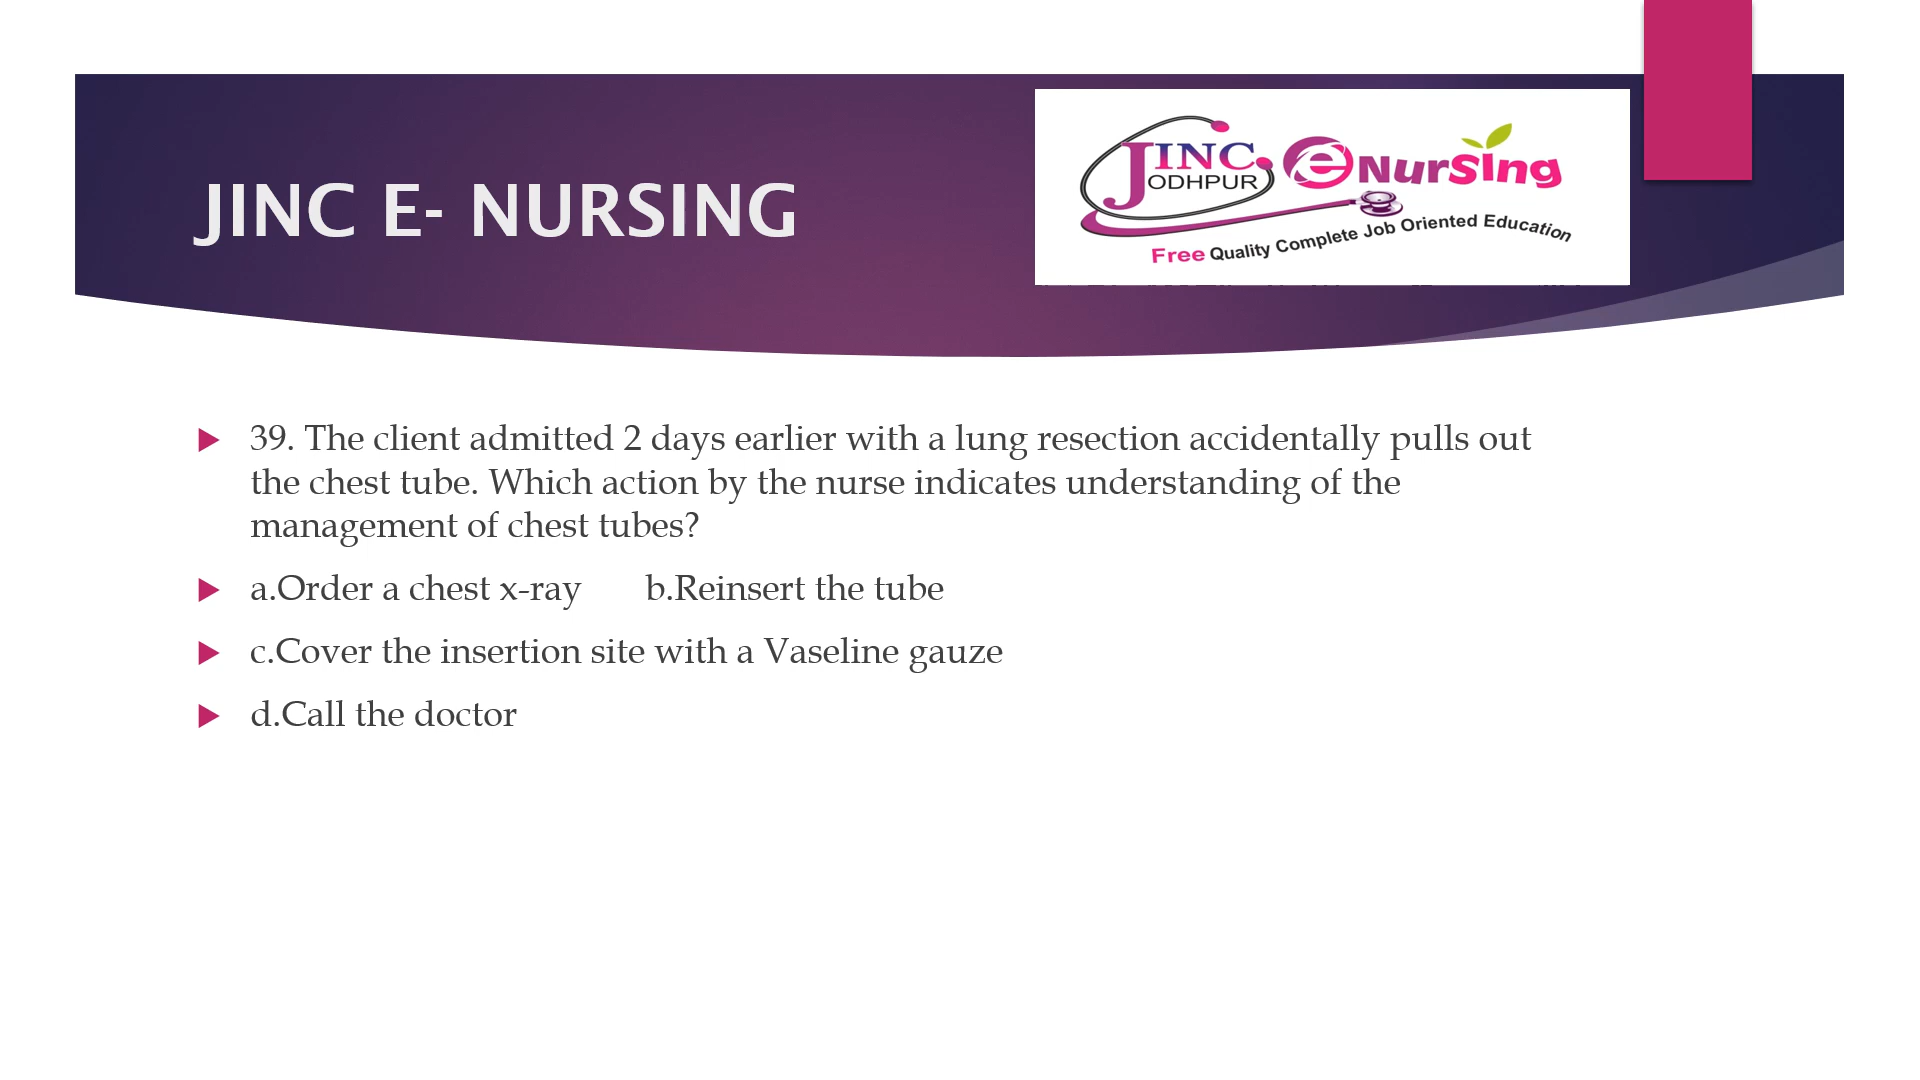 JINC E- NURSING
JINC
ODHPUR
e Nursing
Free Quality Complete Job Oriented Education
39. The client admitted 2 days earlier with a lung resection accidentally pulls out
the chest tube. Which action by the nurse indicates understanding of the
management of chest tubes?
a.Order a chest x-ray b.Reinsert the tube
c.Cover the insertion site with a Vaseline gauze
d.Call the doctor